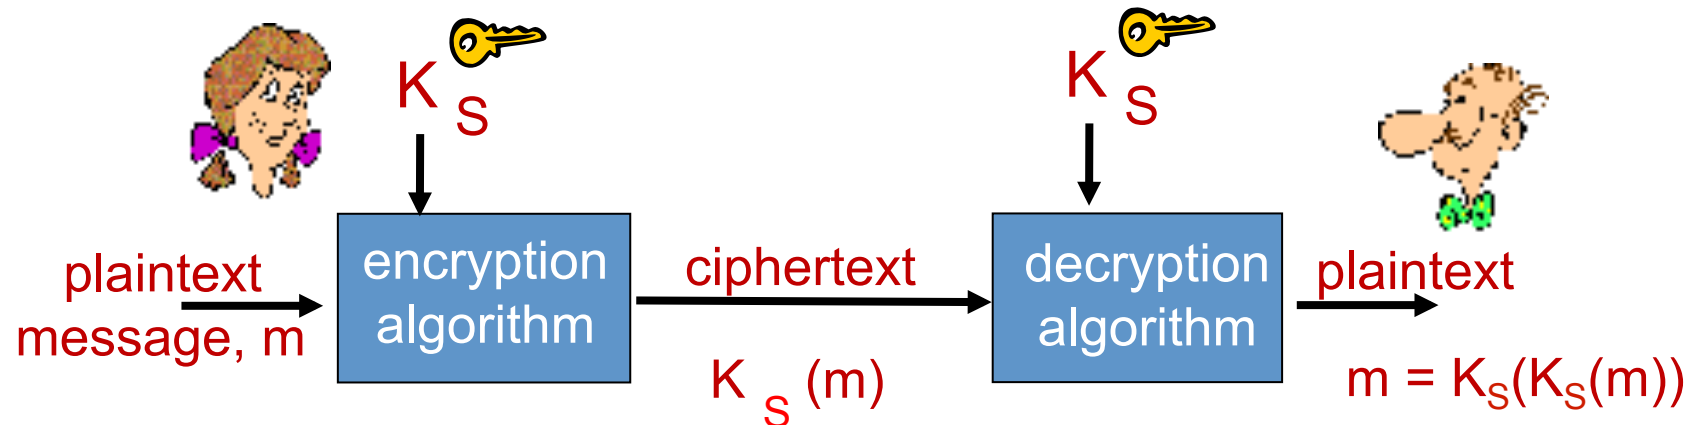 K S
K S
plaintext
message, m
encryption
algorithm
ciphertext
K S (m)
decryption
algorithm
plaintext
m = KS(KS(m))